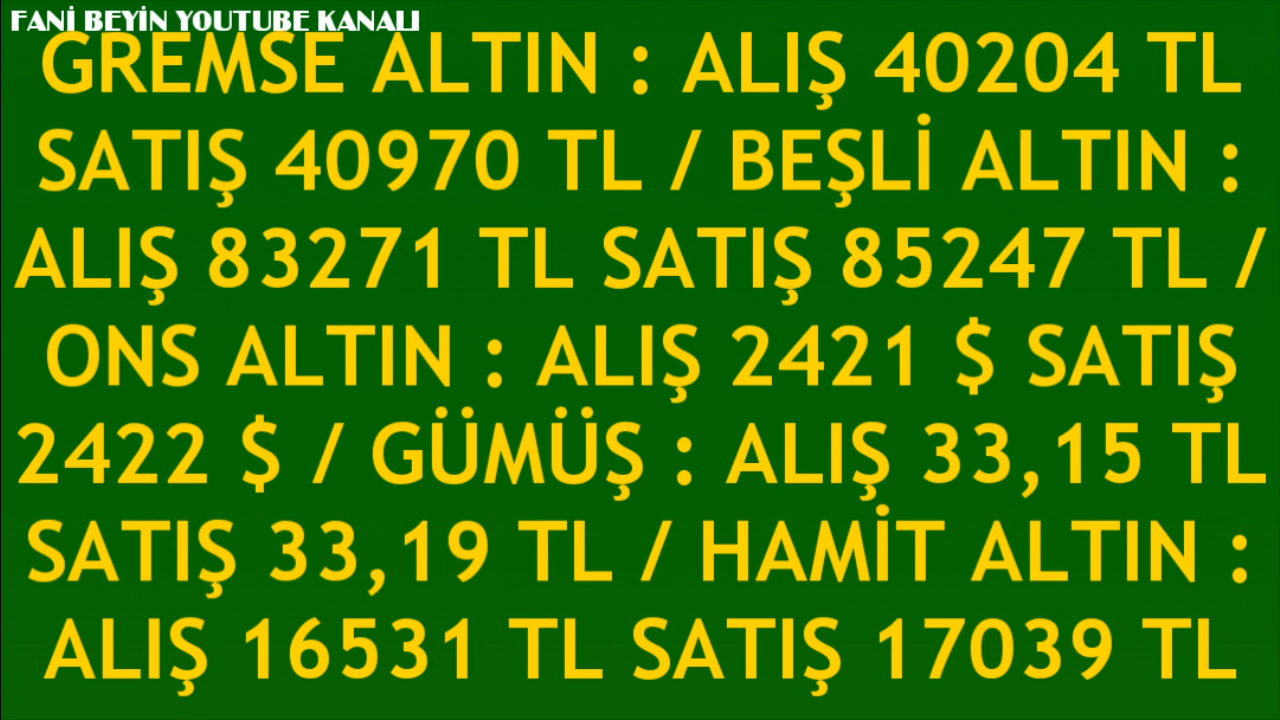 FANİ BEYİN YOUTUBE KANALI
GREMSE ALTIN : ALIŞ 40204 TL
SATIŞ 40970 TL / BEŞLİ ALTIN :
ALIŞ 83271 TL SATIŞ 85247 TL /
ONS ALTIN : ALIŞ 2421 $ SATIŞ
2422 $ / GÜMÜŞ : ALIŞ 33,15 TL
SATIŞ 33,19 TL / HAMİT ALTIN :
ALIŞ 16531 TL SATIŞ 17039 TL